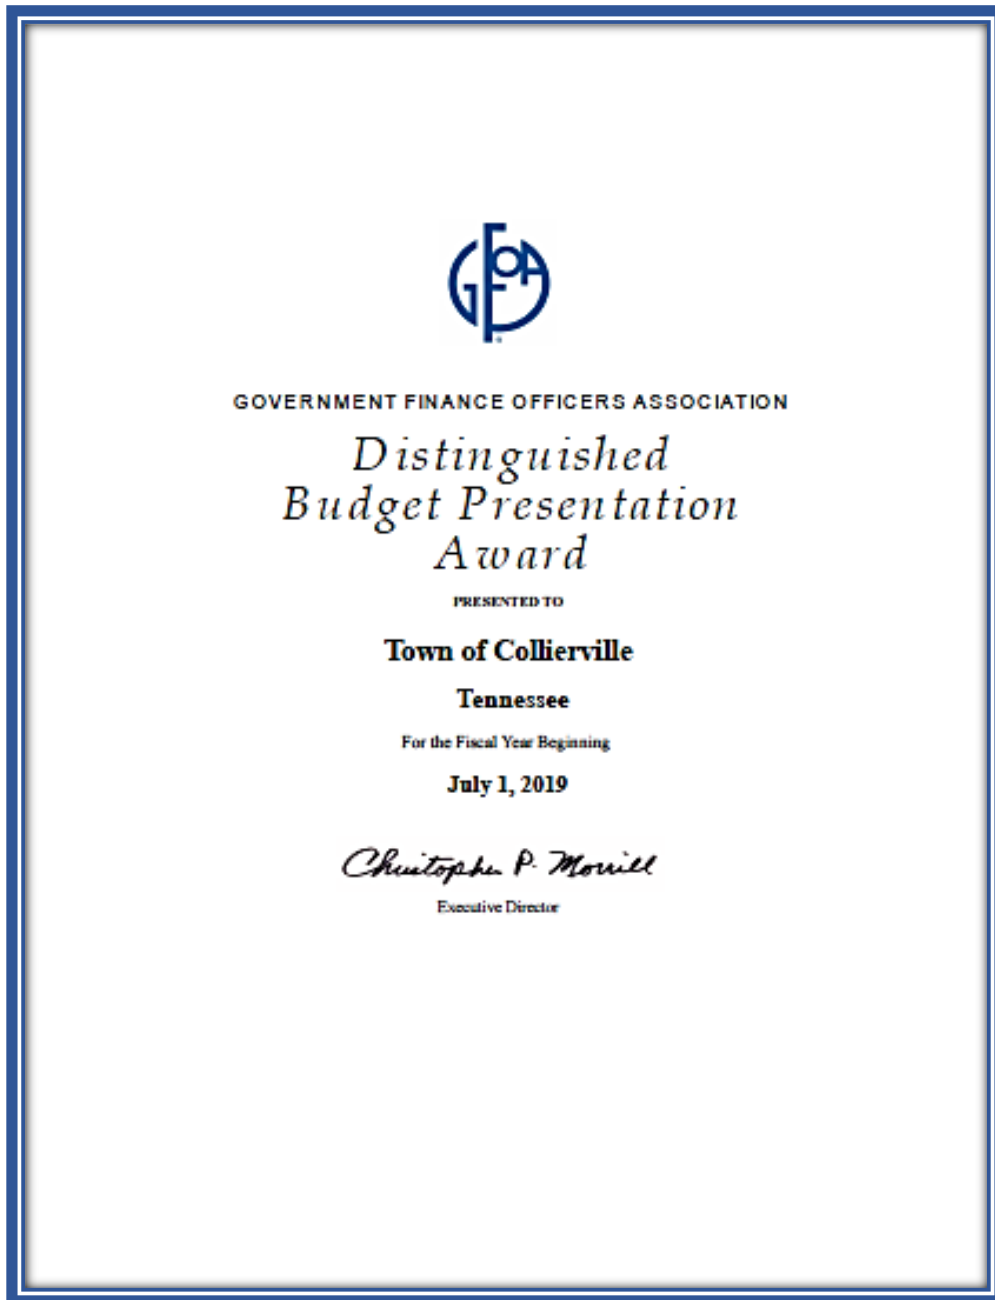 GFOA
GOVERNMENT FINANCE OFFICERS ASSOCIATION
Distinguished
Budget Presentation
Award
PRESENTED TO
Town of Collierville
Tennessee
For the Fiscal Year Beginning
July 1, 2019
Christopher P. Morrill
Executive Director